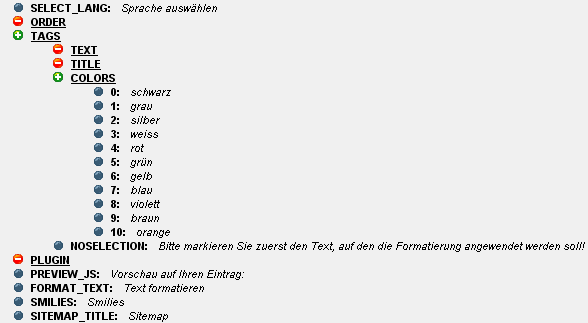 SELECT_LANG: Sprache auswählen
ORDER
TAGS
TEXT
TITLE
COLORS
0: schwarz
1: grau
2: silber
3: weiss
4: rot
5: grün
6: gelb
7: blau
8: violett
9: braun
10: orange
NOSELECTION: Bitte markieren Sie zuerst den Text, auf den die Formatierung angewendet werden soll!
PLUGIN
PREVIEW_JS: Vorschau auf Ihren Eintrag:
FORMAT_TEXT: Text formatieren
SMILIES: Smilies
SITEMAP_TITLE: Sitemap